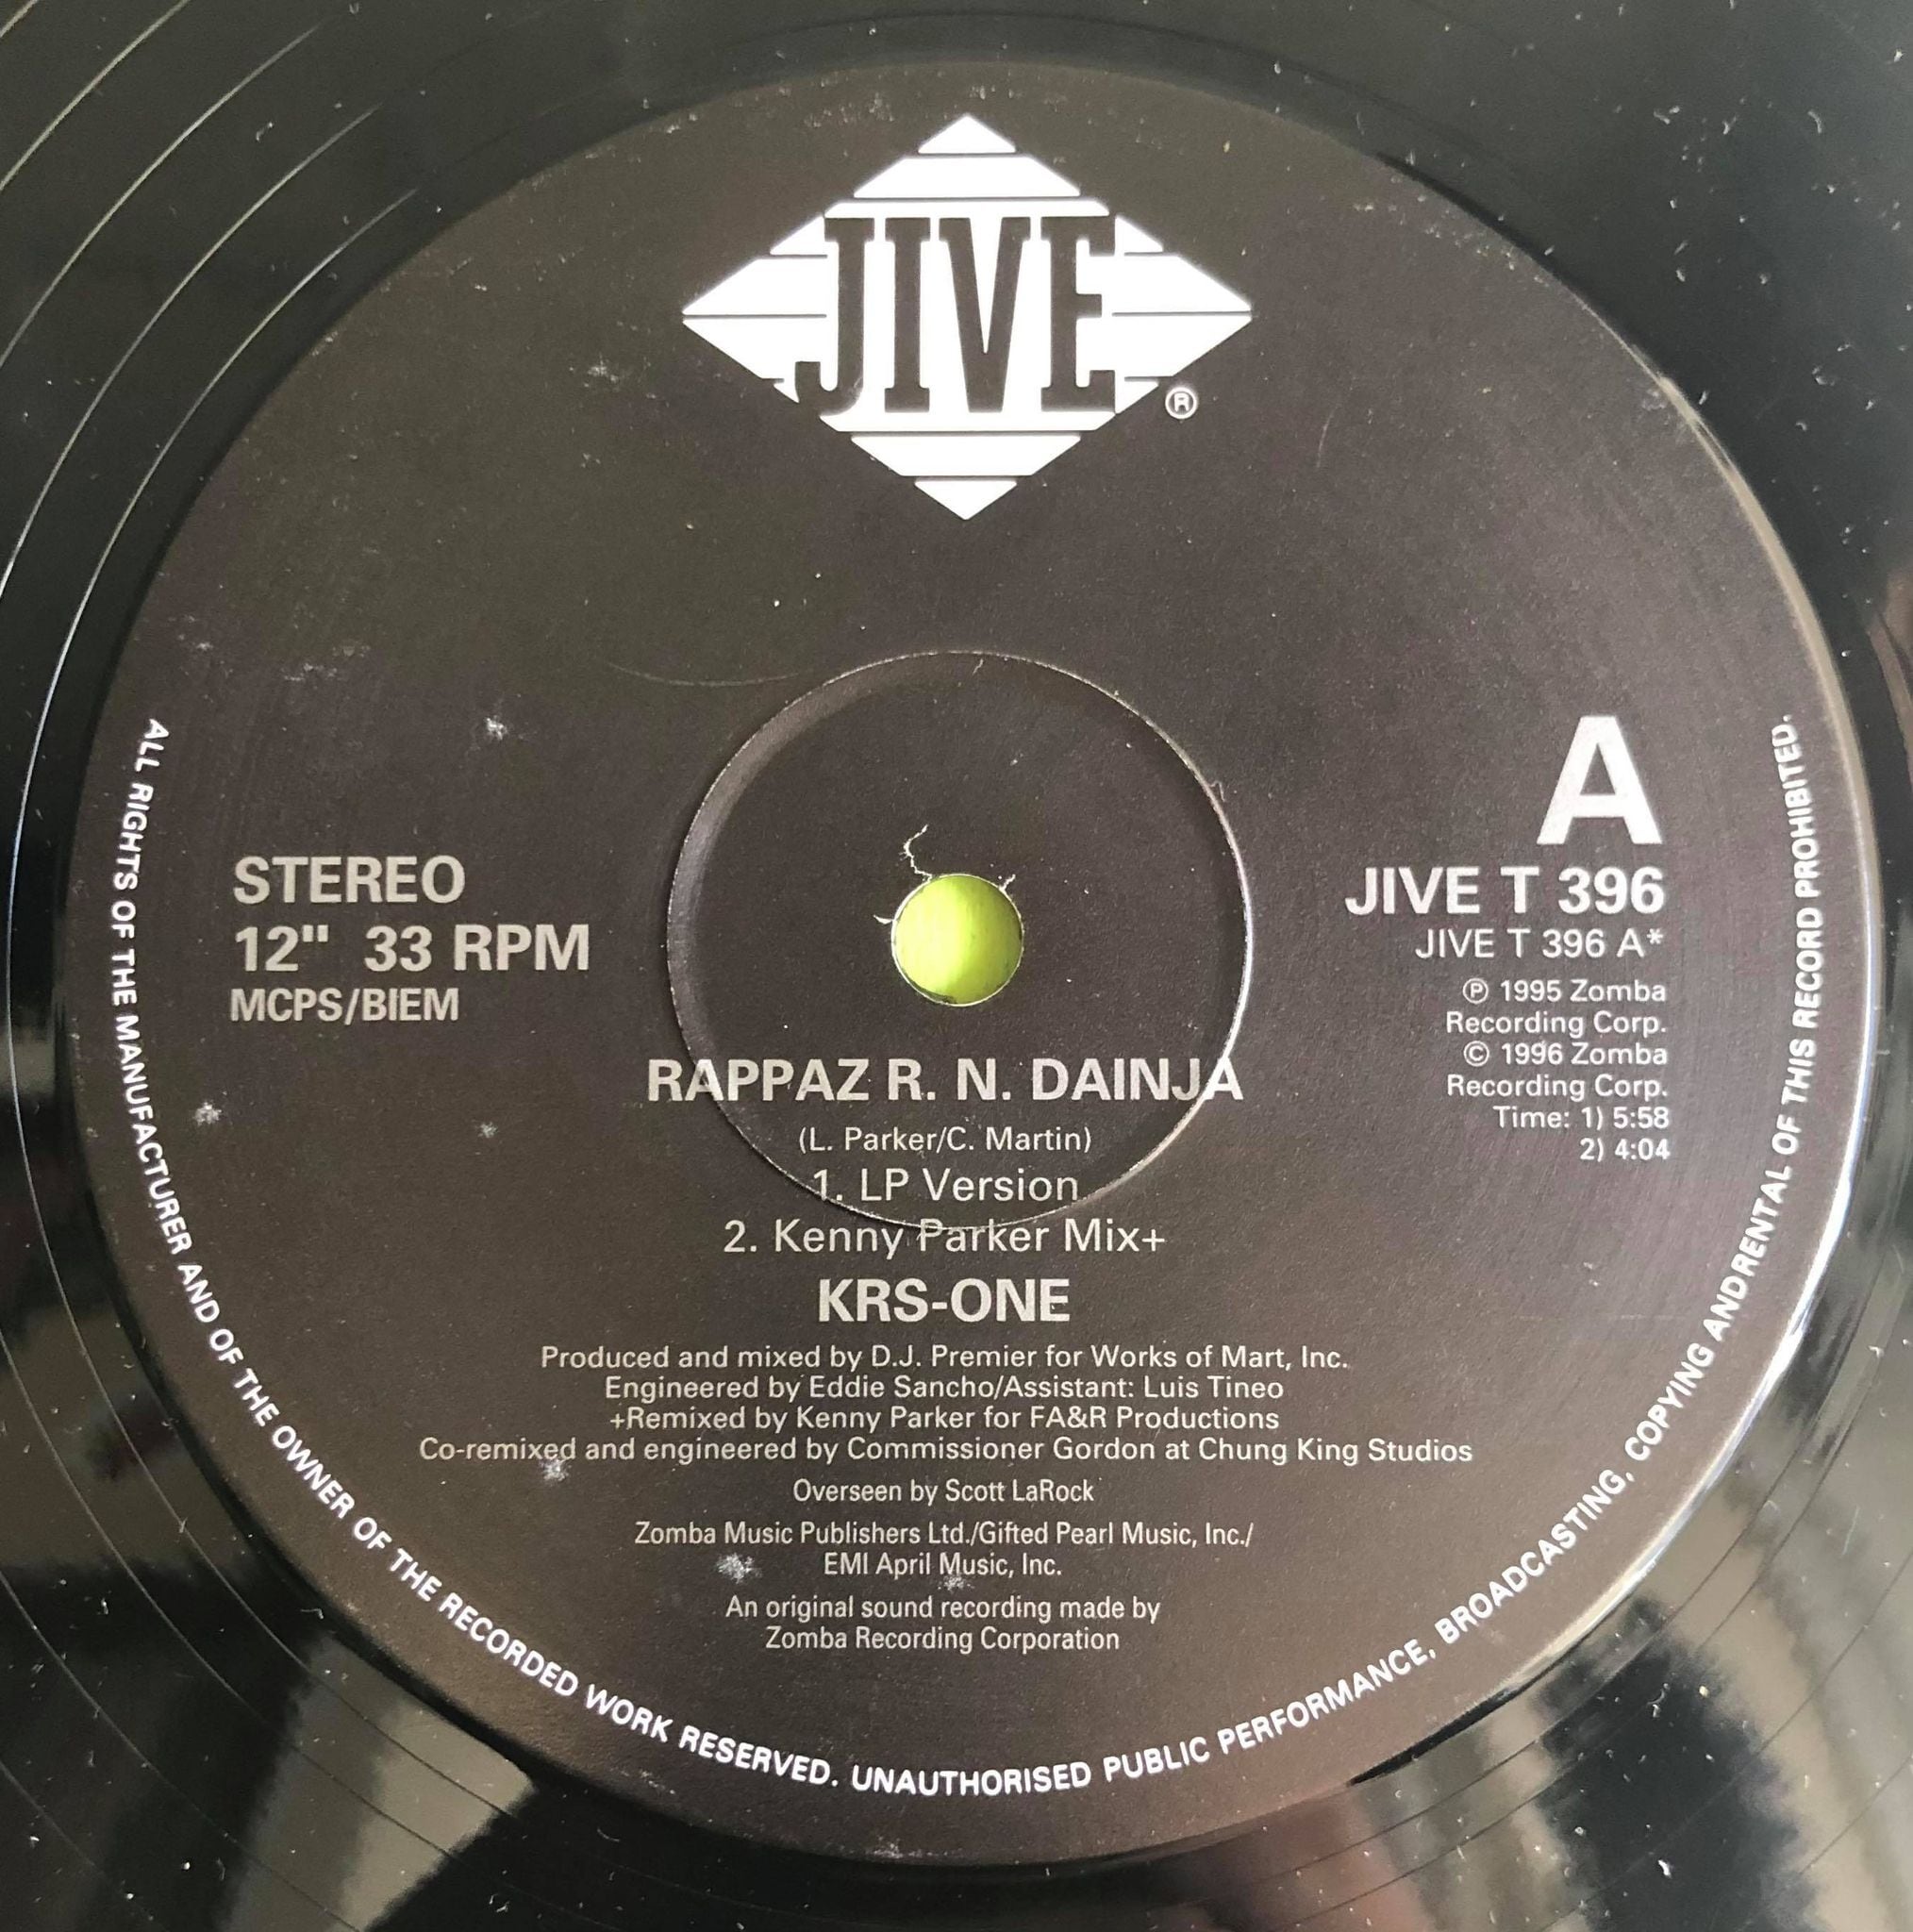 JIVE
®
A
STEREO
12" 33 RPM
MCPS/BIEM
JIVE T 396
JIVE T 396 A*
℗ 1995 Zomba
Recording Corp.
© 1996 Zomba
Recording Corp.
Time: 1) 5:58
2) 4:04
RAPPAZ R. N. DAINJA
(L. Parker/C. Martin)
1. LP Version
2. Kenny Parker Mix+
KRS-ONE
Produced and mixed by D.J. Premier for Works of Mart, Inc.
Engineered by Eddie Sancho/Assistant: Luis Tineo
+Remixed by Kenny Parker for FA&R Productions
Co-remixed and engineered by Commissioner Gordon at Chung King Studios
Overseen by Scott LaRock
Zomba Music Publishers Ltd./Gifted Pearl Music, Inc./
EMI April Music, Inc.
An original sound recording made by
Zomba Recording Corporation
ALL RIGHTS OF THE MANUFACTURER AND OF THE OWNER OF THE RECORDED WORK RESERVED. UNAUTHORISED PUBLIC PERFORMANCE, BROADCASTING, COPYING ANDRENTAL OF THIS RECORD PROHIBITED.